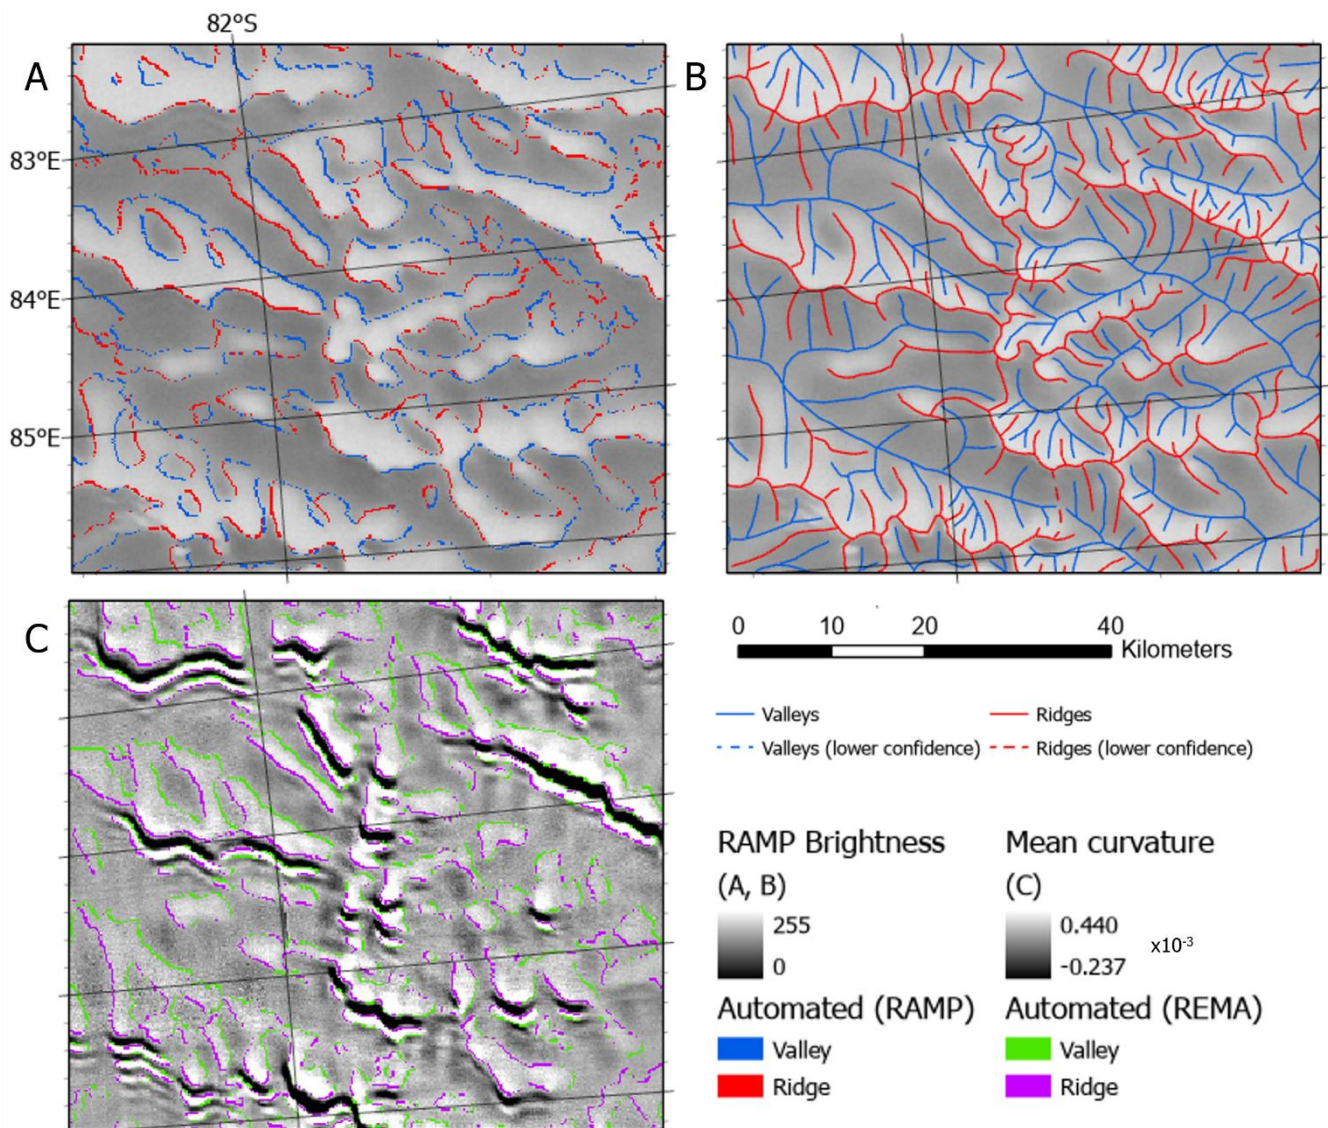 82°S
A
B
83°E
84°E
85°E
C
0 10 20 40
Kilometers
Valleys
Ridges
Valleys (lower confidence)
Ridges (lower confidence)
RAMP Brightness
(A, B)
255
0
Mean curvature
(C)
0.440
-0.237
x10-3
Automated (RAMP)
Valley
Ridge
Automated (REMA)
Valley
Ridge